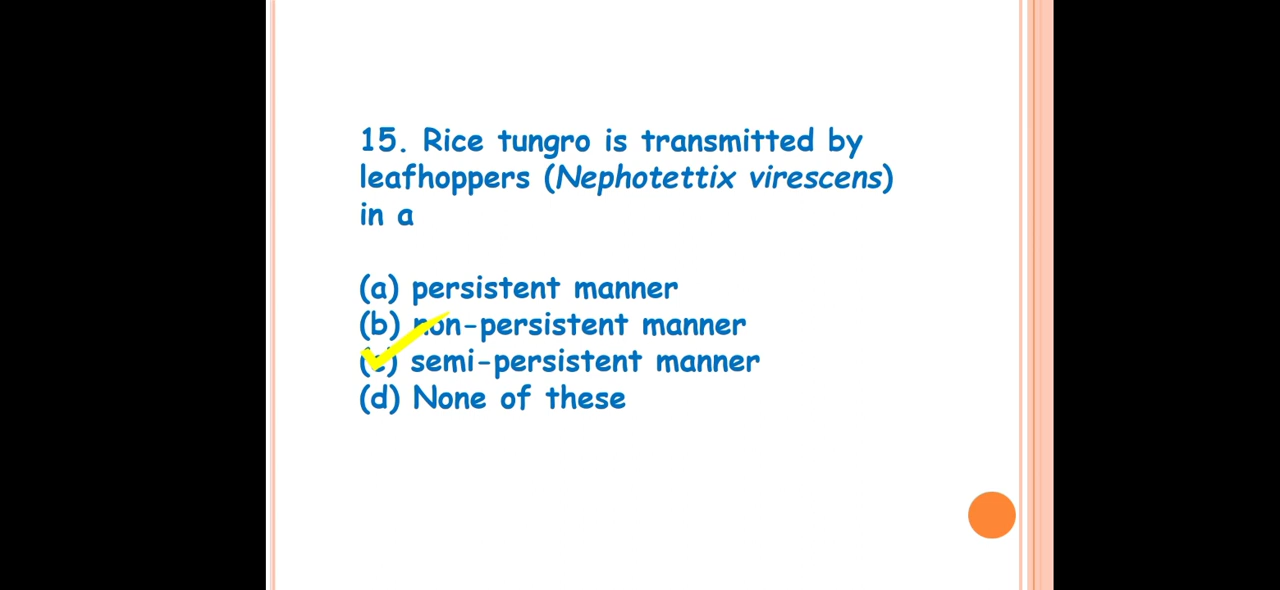 15. Rice tungro is transmitted by
leafhoppers (Nephotettix virescens)
in a
(a) persistent manner
(b) non-persistent manner
(c) semi-persistent manner
(d) None of these